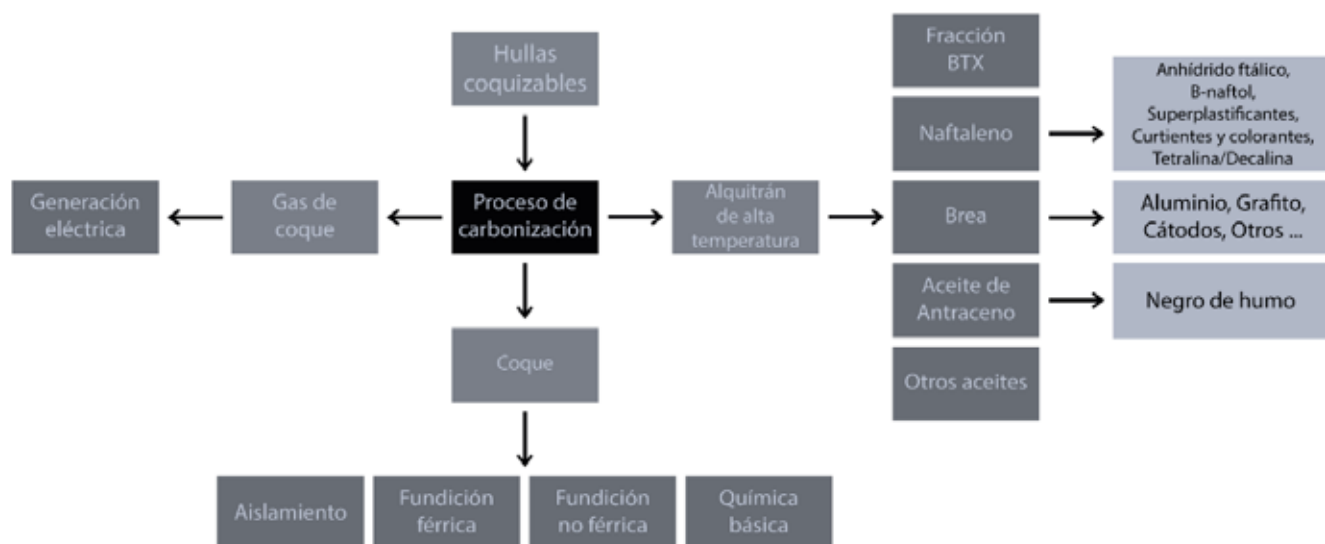 Hullas
coquizables
Generación
eléctrica
Gas de
coque
Proceso de
carbonización
Alquitrán
de alta
temperatura
Coque
Aislamiento
Fundición
férrica
Fundición
no férrica
Química
básica
Fracción
BTX
Naftaleno
Brea
Aceite de
Antraceno
Otros aceites
Anhídrido ftálico,
B-naftol,
Superplastificantes,
Curtientes y colorantes,
Tetralina/Decalina
Aluminio, Grafito,
Cátodos, Otros ...
Negro de humo